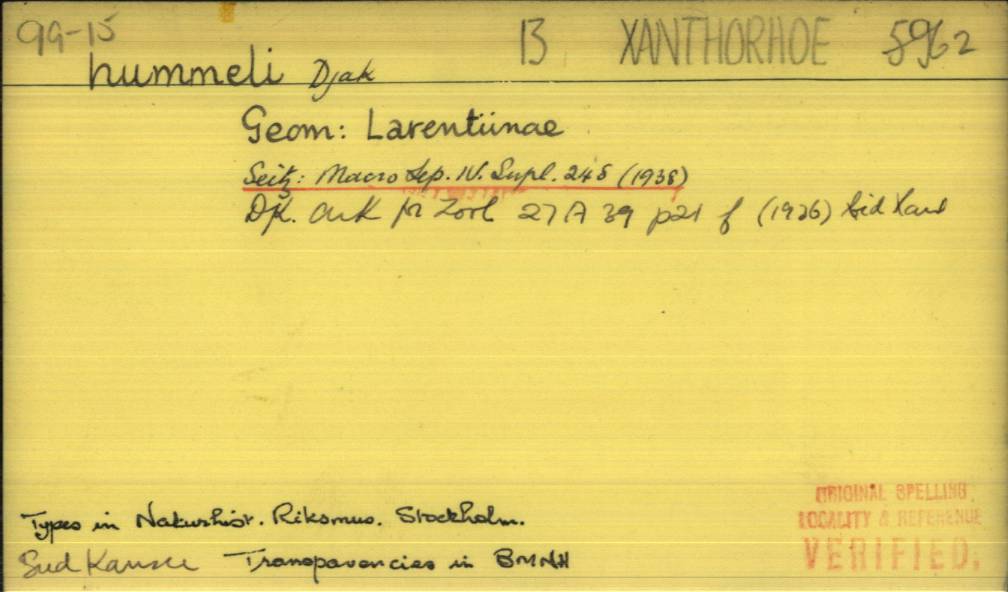 99-15 B XANTHORHOE 5962
hummeli Djak
Geom: Larentiinae
Seitz: Macro Lep. IV. Supl. 245 (1938)
DjK. Ark för Zool 27 A 39 p21 f (1936) Sud Kans
Types in Naturhist. Riksmus. Stockholm.
Sud Kansu Transparencies in BMNH
ORIGINAL SPELLING,
LOCALITY & REFERENCE
VERIFIED.